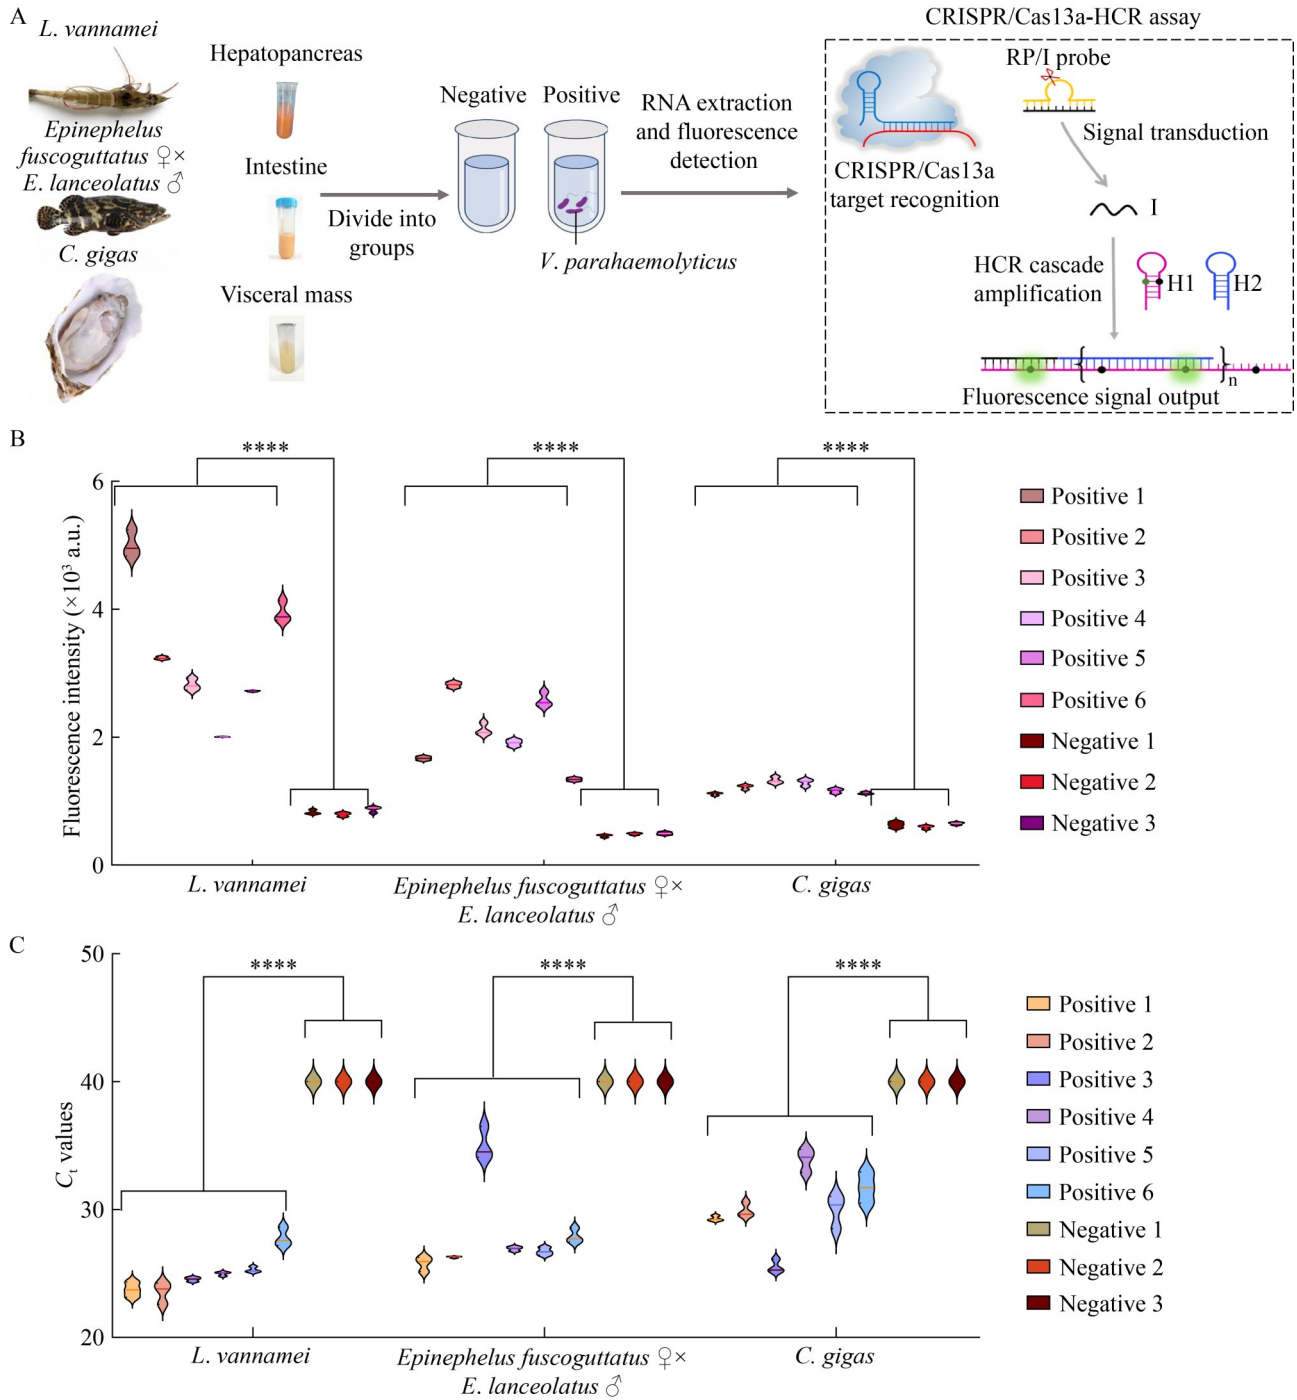 A
L. vannamei
Epinephelus
fuscoguttatus ♀×
E. lanceolatus ♂
C. gigas
Hepatopancreas
Intestine
Visceral mass
Divide into
groups
Negative
Positive
V. parahaemolyticus
RNA extraction
and fluorescence
detection
CRISPR/Cas13a-HCR assay
CRISPR/Cas13a
target recognition
RP/I probe
Signal transduction
I
HCR cascade
amplification
H1
H2
n
Fluorescence signal output
B
Fluorescence intensity (×10³ a.u.)
6
4
2
0
****
****
****
L. vannamei
Epinephelus fuscoguttatus ♀×
E. lanceolatus ♂
C. gigas
Positive 1
Positive 2
Positive 3
Positive 4
Positive 5
Positive 6
Negative 1
Negative 2
Negative 3
C
Ct values
50
40
30
20
****
****
****
L. vannamei
Epinephelus fuscoguttatus ♀×
E. lanceolatus ♂
C. gigas
Positive 1
Positive 2
Positive 3
Positive 4
Positive 5
Positive 6
Negative 1
Negative 2
Negative 3